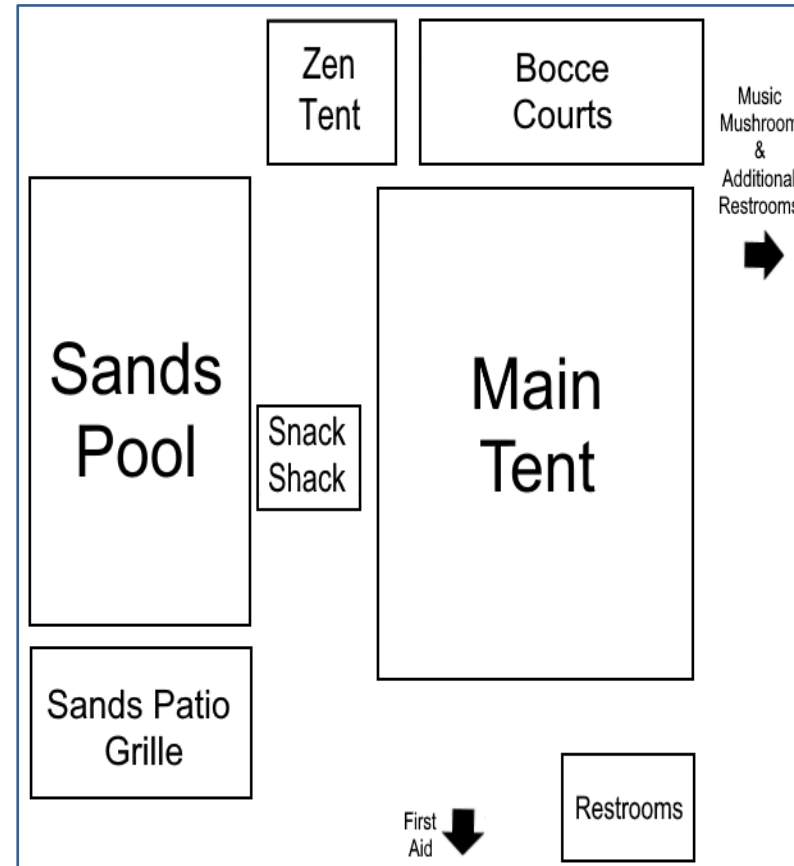 Zen
Tent
Bocce
Courts
Music
Mushroom
&
Additional
Restrooms
Sands
Pool
Snack
Shack
Main
Tent
Sands Patio
Grille
First
Aid
Restrooms